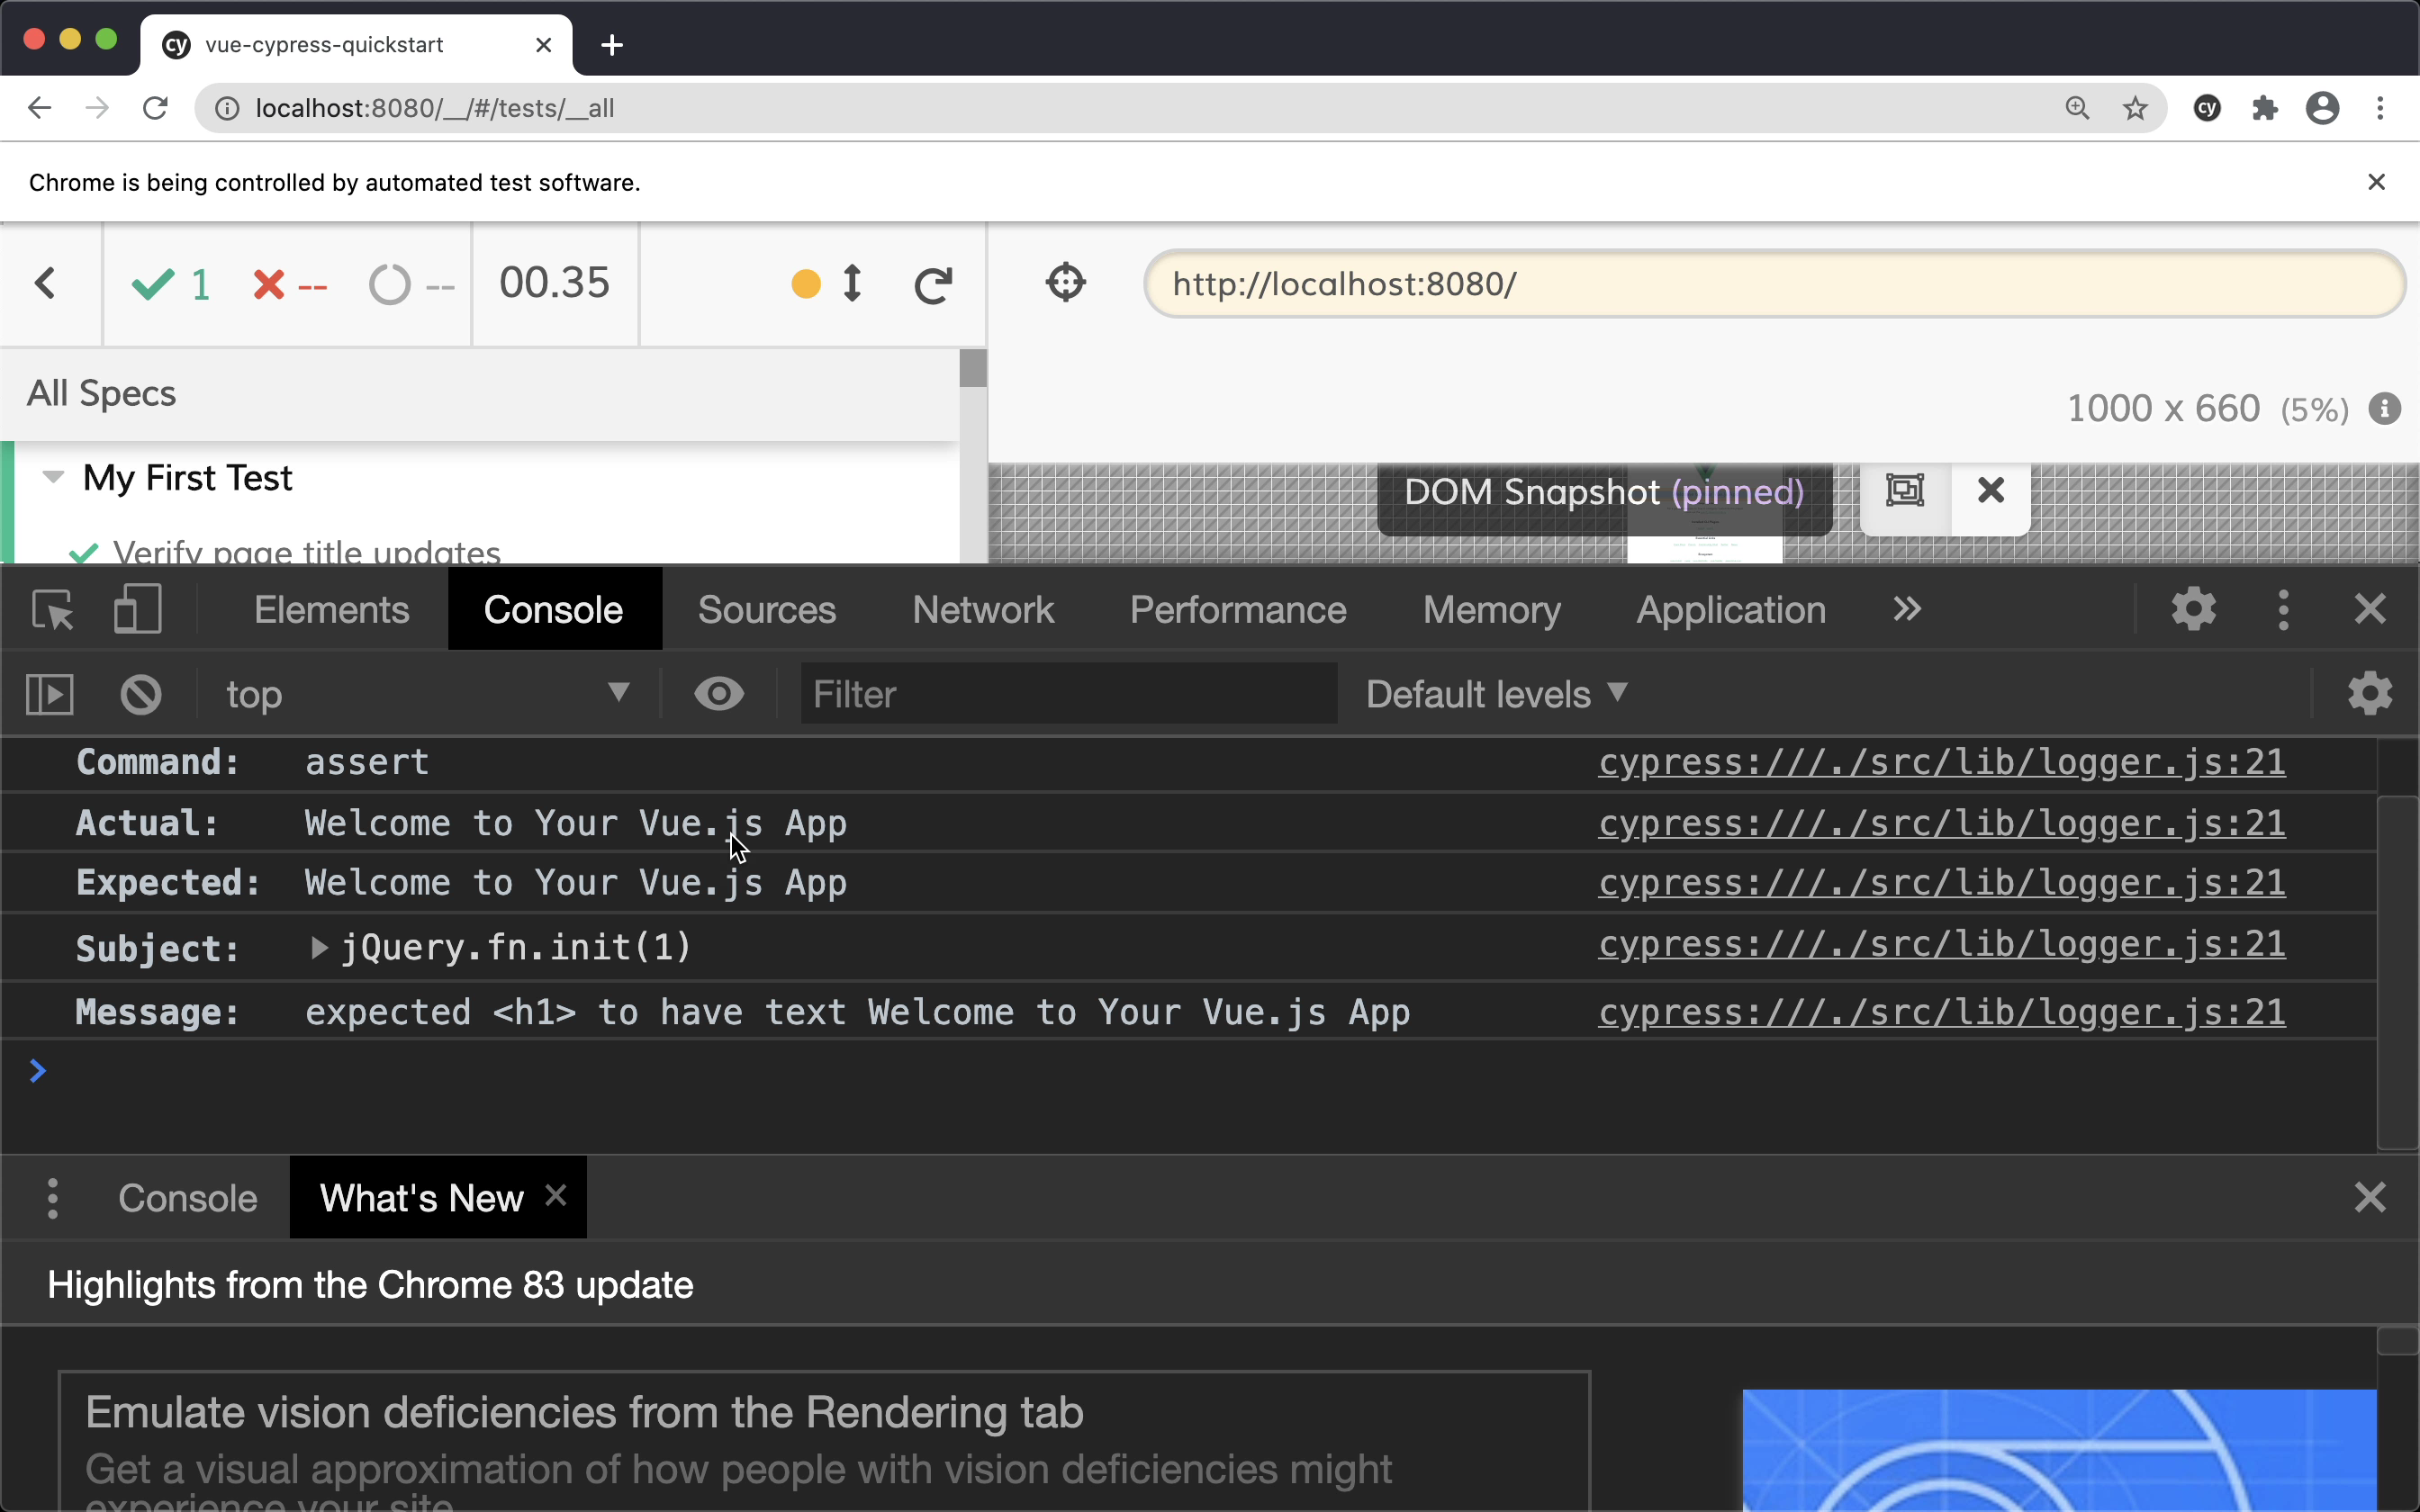 cy vue-cypress-quickstart
localhost:8080/__/#/tests/__all
cy
Chrome is being controlled by automated test software.
1 -- -- 00.35
http://localhost:8080/
All Specs
1000 x 660 (5%)
My First Test
DOM Snapshot (pinned)
Verify page title updates
Elements Console Sources Network Performance Memory Application
top Filter Default levels
Command: assert cypress:///./src/lib/logger.js:21
Actual: Welcome to Your Vue.js App cypress:///./src/lib/logger.js:21
Expected: Welcome to Your Vue.js App cypress:///./src/lib/logger.js:21
Subject: jQuery.fn.init(1) cypress:///./src/lib/logger.js:21
Message: expected <h1> to have text Welcome to Your Vue.js App cypress:///./src/lib/logger.js:21
Console What's New
Highlights from the Chrome 83 update
Emulate vision deficiencies from the Rendering tab
Get a visual approximation of how people with vision deficiencies might
experience your site.